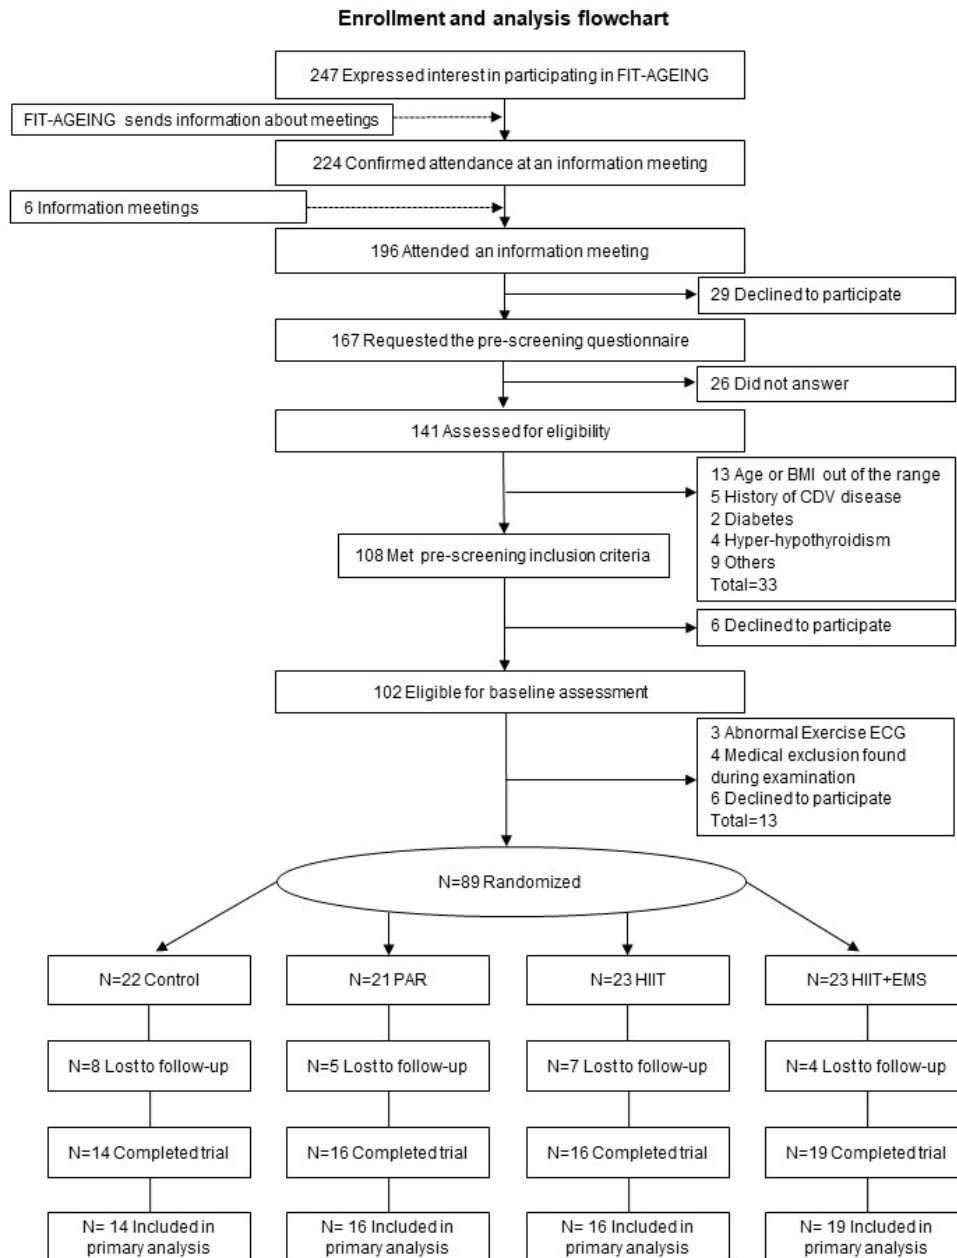 Enrollment and analysis flowchart
247 Expressed interest in participating in FIT-AGEING
FIT-AGEING sends information about meetings
224 Confirmed attendance at an information meeting
6 Information meetings
196 Attended an information meeting
29 Declined to participate
167 Requested the pre-screening questionnaire
26 Did not answer
141 Assessed for eligibility
13 Age or BMI out of the range
5 History of CDV disease
2 Diabetes
4 Hyper-hypothyroidism
9 Others
Total=33
108 Met pre-screening inclusion criteria
6 Declined to participate
102 Eligible for baseline assessment
3 Abnormal Exercise ECG
4 Medical exclusion found
during examination
6 Declined to participate
Total=13
N=89 Randomized
N=22 Control
N=21 PAR
N=23 HIIT
N=23 HIIT+EMS
N=8 Lost to follow-up
N=5 Lost to follow-up
N=7 Lost to follow-up
N=4 Lost to follow-up
N=14 Completed trial
N=16 Completed trial
N=16 Completed trial
N=19 Completed trial
N= 14 Included in
primary analysis
N= 16 Included in
primary analysis
N= 16 Included in
primary analysis
N= 19 Included in
primary analysis